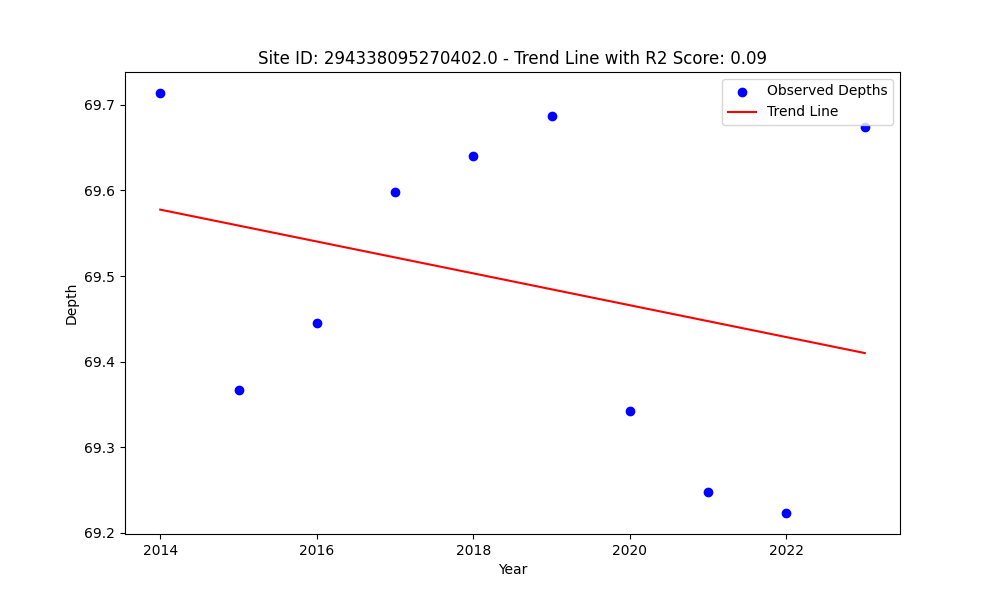 Site ID: 294338095270402.0 - Trend Line with R2 Score: 0.09
Observed Depths
Trend Line
69.7
69.6
69.5
69.4
69.3
69.2
Depth
2014 2016 2018 2020 2022
Year